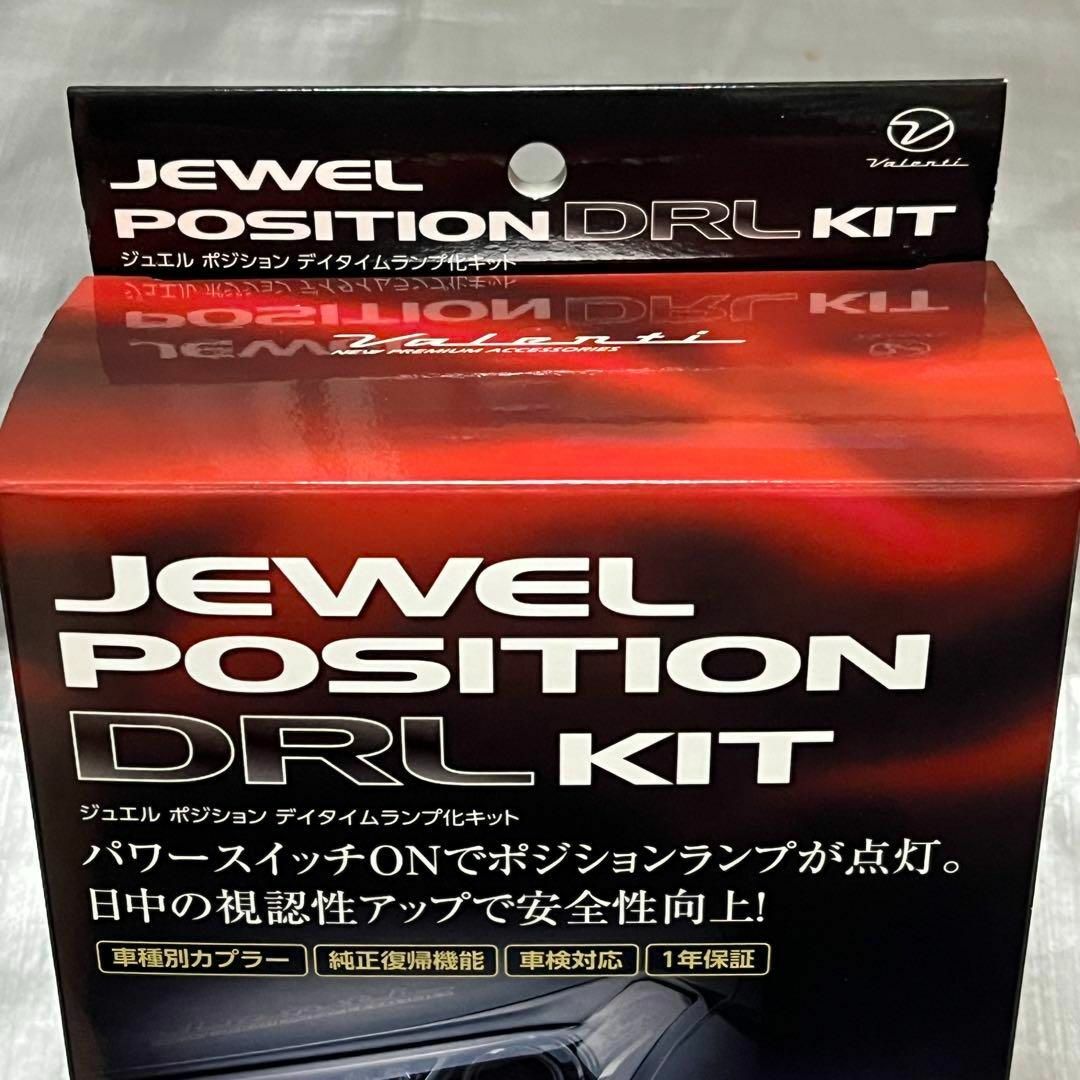 Valenti
JEWEL
POSITION DRL KIT
ジュエル ポジション デイタイムランプ化キット
Valenti
NEW PREMIUM ACCESSORIES
JEWEL
POSITION
DRL KIT
ジュエル ポジション デイタイムランプ化キット
パワースイッチONでポジションランプが点灯。
日中の視認性アップで安全性向上!
車種別カプラー 純正復帰機能 車検対応 1年保証